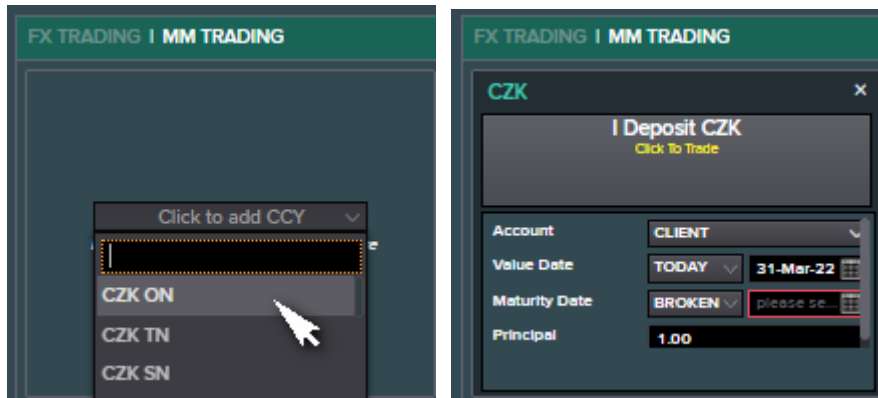 FX TRADING I MM TRADING
Click to add CCY
CZK ON
CZK TN
CZK SN
FX TRADING I MM TRADING
CZK ×
I Deposit CZK
Click To Trade
Account CLIENT
Value Date TODAY 31-Mar-22
Maturity Date BROKEN please se...
Principal 1.00